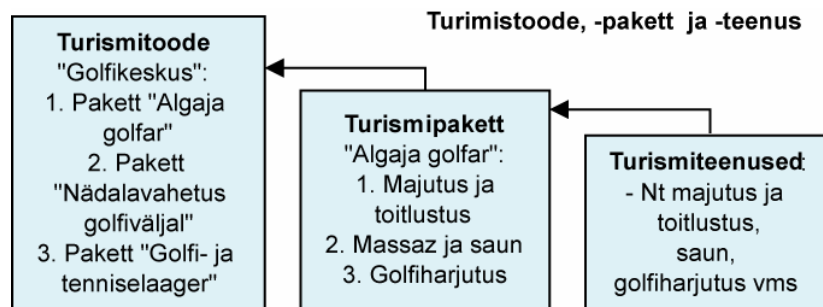 Turimistoode, -pakett ja -teenus
Turismitoode
"Golfikeskus":
1. Pakett "Algaja
golfar"
2. Pakett
"Nädalavahetus
golfiväljal"
3. Pakett "Golfi- ja
tenniselaager"
Turismipakett
"Algaja golfar":
1. Majutus ja
toitlustus
2. Massaz ja saun
3. Golfiharjutus
Turismiteenused:
- Nt majutus ja
toitlustus,
saun,
golfiharjutus vms